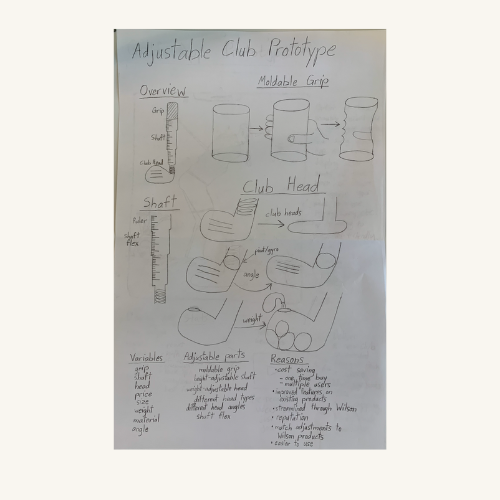 Adjustable Club Prototype
Overview
Grip
Shaft
Club Head
Moldable Grip
Shaft
Ruler
Shaft
flex
Club Head
club heads
pivot/gyro
angle
weight
Variables
grip
shaft
head
price
size
weight
material
angle
Adjustable parts
moldable grip
height-adjustable shaft
weight-adjustable head
different head types
different head angles
shaft flex
Reasons
• cost saving
- one time buy
- multiple users
• improved features on
existing products
• streamlined through Wilson
• reputation
• match adjustments to
Wilson products
• easier to use